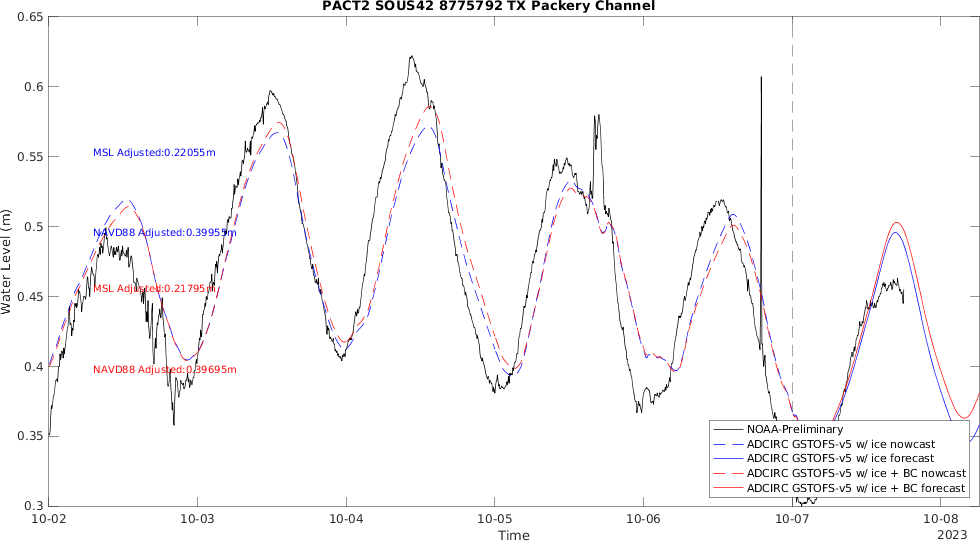 PACT2 SOUS42 8775792 TX Packery Channel
Water Level (m)
0.65
0.6
0.55
0.5
0.45
0.4
0.35
0.3
MSL Adjusted:0.22055m
NAVD88 Adjusted:0.39955m
MSL Adjusted:0.21795m
NAVD88 Adjusted:0.39695m
NOAA-Preliminary
ADCIRC GSTOFS-v5 w/ ice nowcast
ADCIRC GSTOFS-v5 w/ ice forecast
ADCIRC GSTOFS-v5 w/ ice + BC nowcast
ADCIRC GSTOFS-v5 w/ ice + BC forecast
10-02 10-03 10-04 10-05 10-06 10-07 10-08
Time
2023